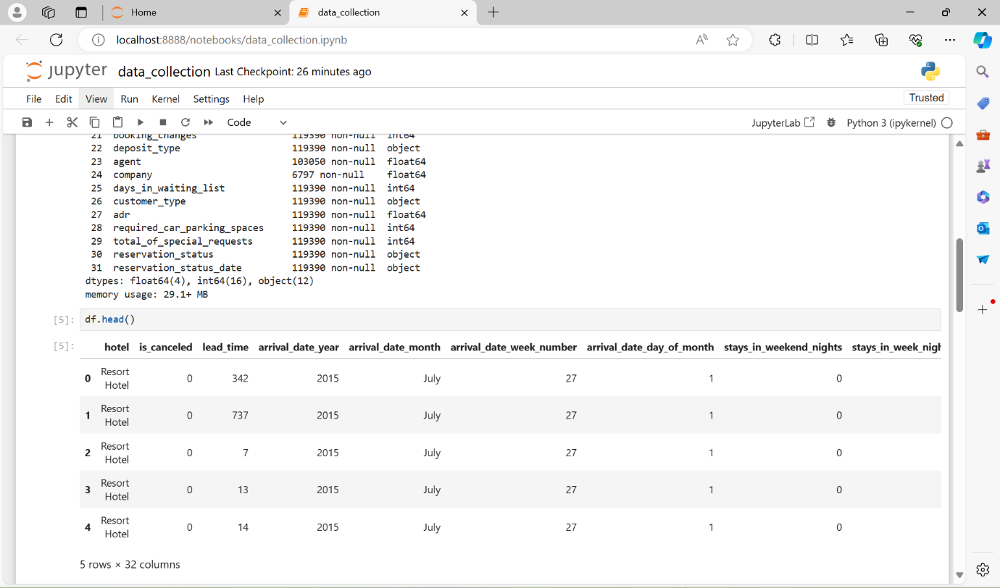 Home
data_collection
localhost:8888/notebooks/data_collection.ipynb
jupyter data_collection Last Checkpoint: 26 minutes ago
File Edit View Run Kernel Settings Help
Trusted
Code
JupyterLab
Python 3 (ipykernel)
21 booking_changes 119390 non-null int64
22 deposit_type 119390 non-null object
23 agent 103050 non-null float64
24 company 6797 non-null float64
25 days_in_waiting_list 119390 non-null int64
26 customer_type 119390 non-null object
27 adr 119390 non-null float64
28 required_car_parking_spaces 119390 non-null int64
29 total_of_special_requests 119390 non-null int64
30 reservation_status 119390 non-null object
31 reservation_status_date 119390 non-null object
dtypes: float64(4), int64(16), object(12)
memory usage: 29.1+ MB
[5]: df.head()
[5]: hotel is_canceled lead_time arrival_date_year arrival_date_month arrival_date_week_number arrival_date_day_of_month stays_in_weekend_nights stays_in_week_nigh
0 Resort Hotel 0 342 2015 July 27 1 0
1 Resort Hotel 0 737 2015 July 27 1 0
2 Resort Hotel 0 7 2015 July 27 1 0
3 Resort Hotel 0 13 2015 July 27 1 0
4 Resort Hotel 0 14 2015 July 27 1 0
5 rows × 32 columns